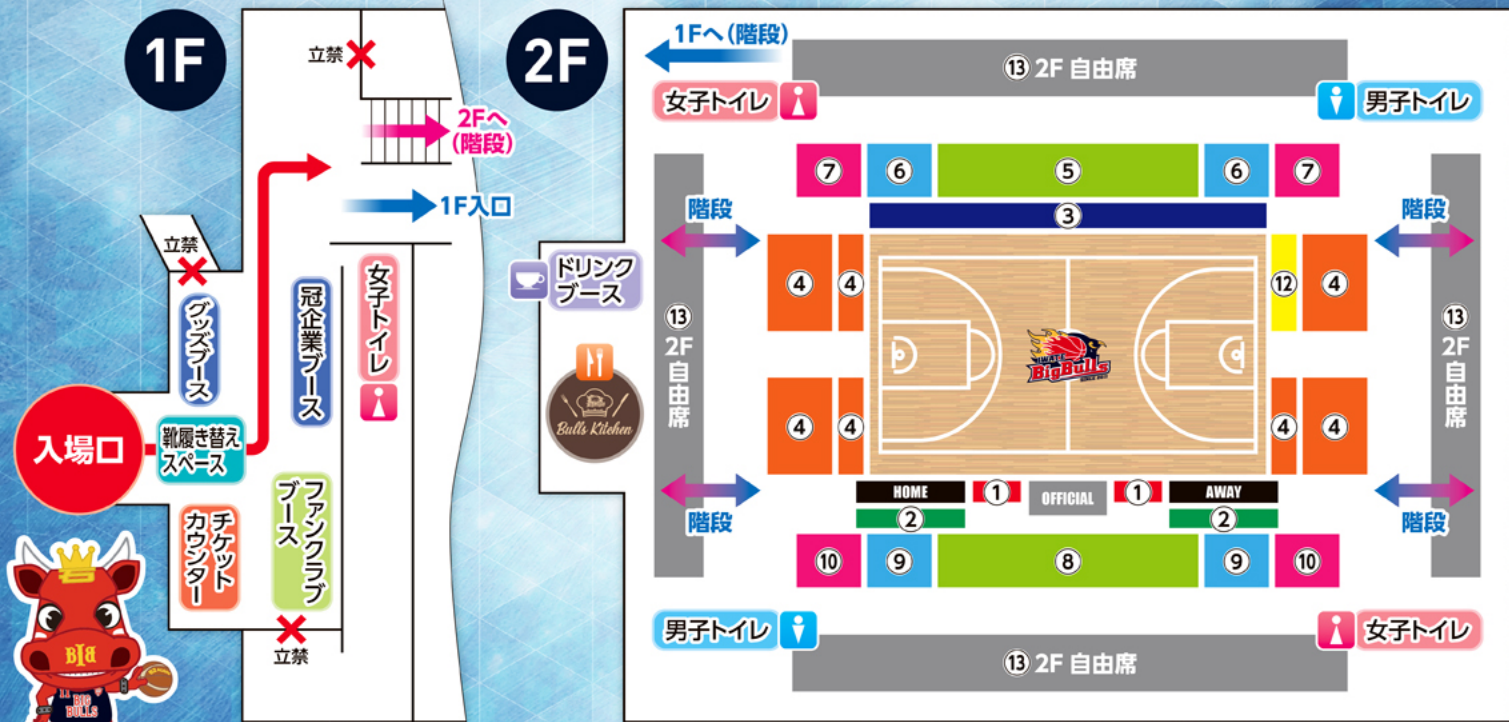 1F
立禁
2Fへ
(階段)
1F入口
立禁
グッズブース
冠企業ブース
女子トイレ
入場口
靴履き替え
スペース
チケット
カウンター
ファンクラブ
ブース
立禁
BIB
11
BIG
BULLS
2F
1Fへ(階段)
⑬ 2F 自由席
女子トイレ
男子トイレ
⑦
⑥
⑤
⑥
⑦
③
階段
階段
④
④
⑫
④
ドリンク
ブース
⑬
2F
自由席
⑬
2F
自由席
IWATE
BigBulls
Bulls Kitchen
④
④
④
④
HOME
①
OFFICIAL
①
AWAY
②
②
階段
階段
⑩
⑨
⑧
⑨
⑩
男子トイレ
女子トイレ
⑬ 2F 自由席